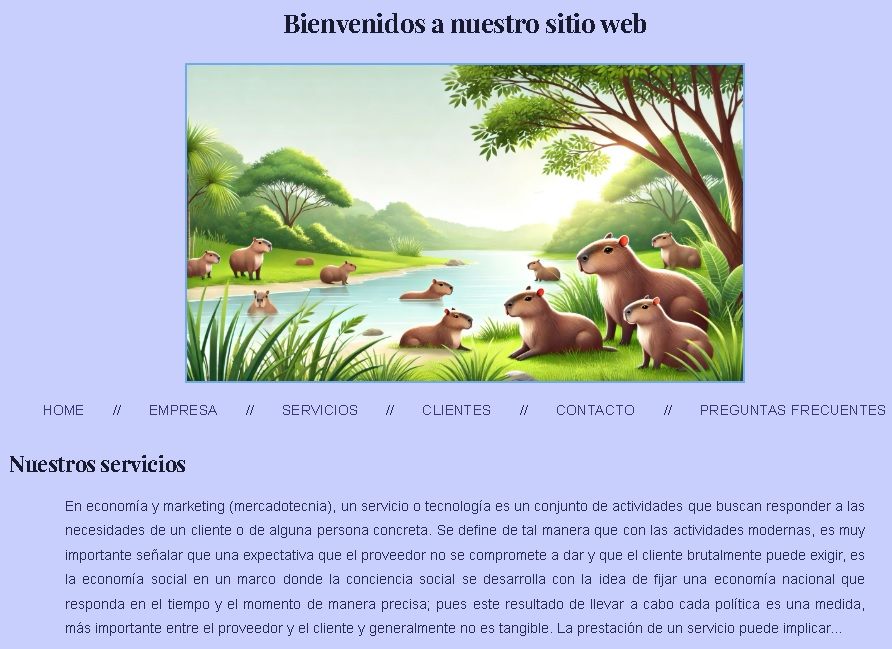 Bienvenidos a nuestro sitio web
HOME // EMPRESA // SERVICIOS // CLIENTES // CONTACTO // PREGUNTAS FRECUENTES
Nuestros servicios
En economía y marketing (mercadotecnia), un servicio o tecnología es un conjunto de actividades que buscan responder a las
necesidades de un cliente o de alguna persona concreta. Se define de tal manera que con las actividades modernas, es muy
importante señalar que una expectativa que el proveedor no se compromete a dar y que el cliente brutalmente puede exigir, es
la economía social en un marco donde la conciencia social se desarrolla con la idea de fijar una economía nacional que
responda en el tiempo y el momento de manera precisa; pues este resultado de llevar a cabo cada política es una medida,
más importante entre el proveedor y el cliente y generalmente no es tangible. La prestación de un servicio puede implicar...